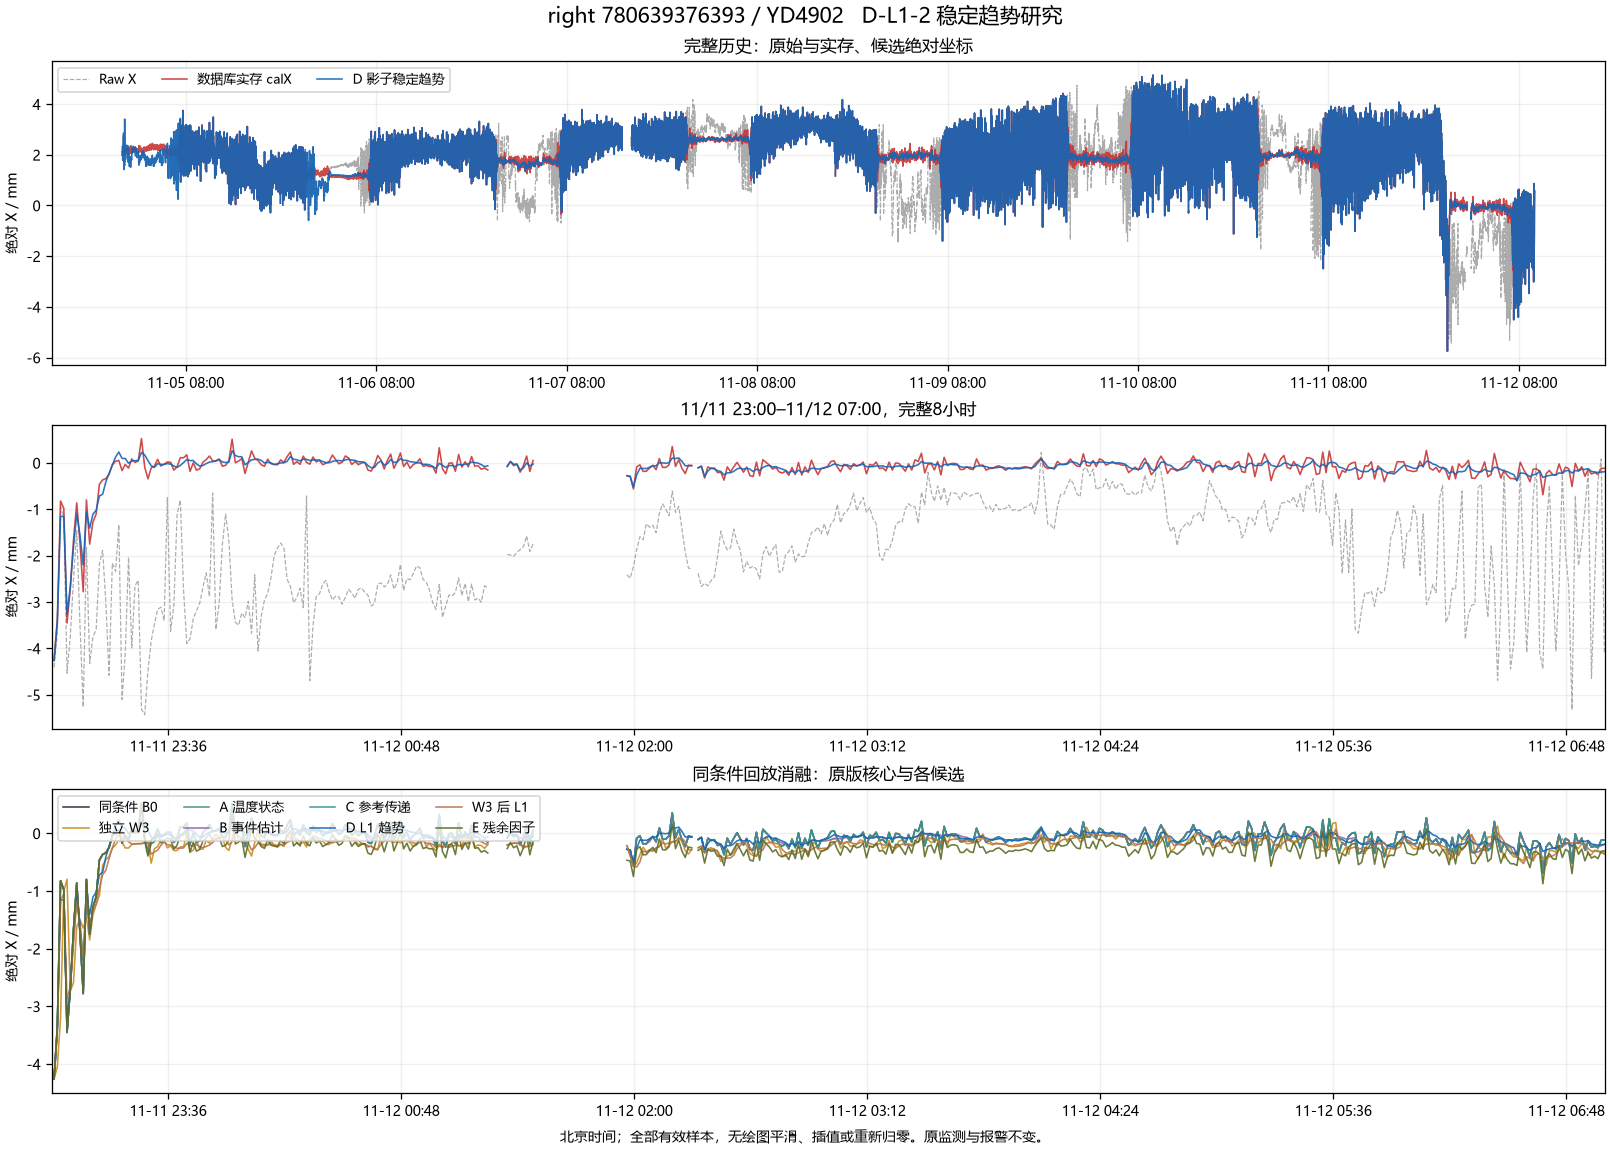 right 780639376393 / YD4902   D-L1-2 稳定趋势研究
完整历史：原始与实存、候选绝对坐标
Raw X   数据库实存 calX   D 影子稳定趋势
绝对 X / mm
4
2
0
-2
-4
-6
11-05 08:00   11-06 08:00   11-07 08:00   11-08 08:00   11-09 08:00   11-10 08:00   11-11 08:00   11-12 08:00
11/11 23:00–11/12 07:00，完整8小时
绝对 X / mm
0
-1
-2
-3
-4
-5
11-11 23:36   11-12 00:48   11-12 02:00   11-12 03:12   11-12 04:24   11-12 05:36   11-12 06:48
同条件回放消融：原版核心与各候选
同条件 B0   A 温度状态   C 参考传递   W3 后 L1
独立 W3   B 事件估计   D L1 趋势   E 残余因子
绝对 X / mm
0
-1
-2
-3
-4
11-11 23:36   11-12 00:48   11-12 02:00   11-12 03:12   11-12 04:24   11-12 05:36   11-12 06:48
北京时间；全部有效样本，无绘图平滑、插值或重新归零。原监测与报警不变。